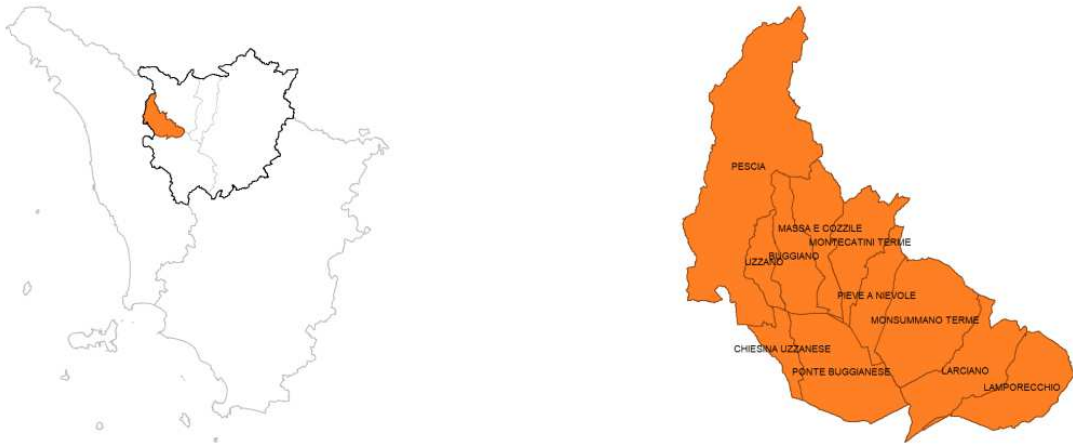 PESCIA
MASSA E COZZILE
MONTECATINI TERME
BUGGIANO
UZZANO
PIEVE A NIEVOLE
MONSUMMANO TERME
CHIESINA UZZANESE
PONTE BUGGIANESE
LARCIANO
LAMPORECCHIO